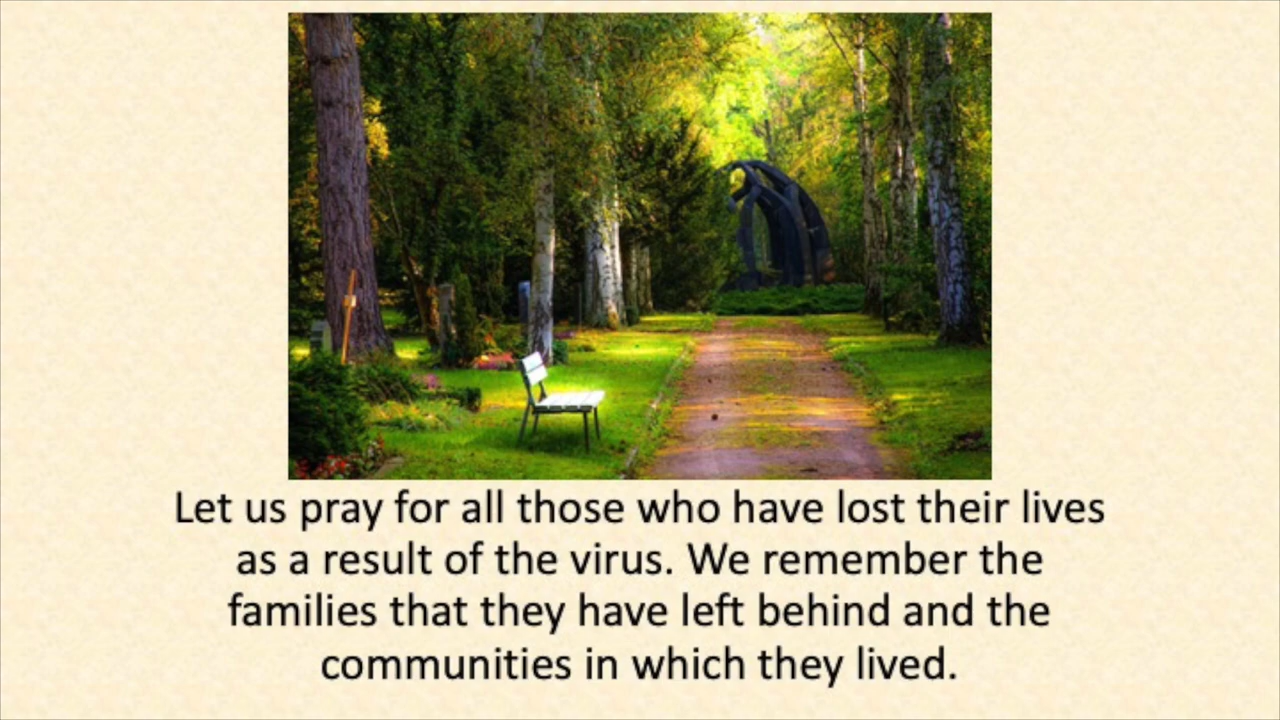 Let us pray for all those who have lost their lives
as a result of the virus. We remember the
families that they have left behind and the
communities in which they lived.